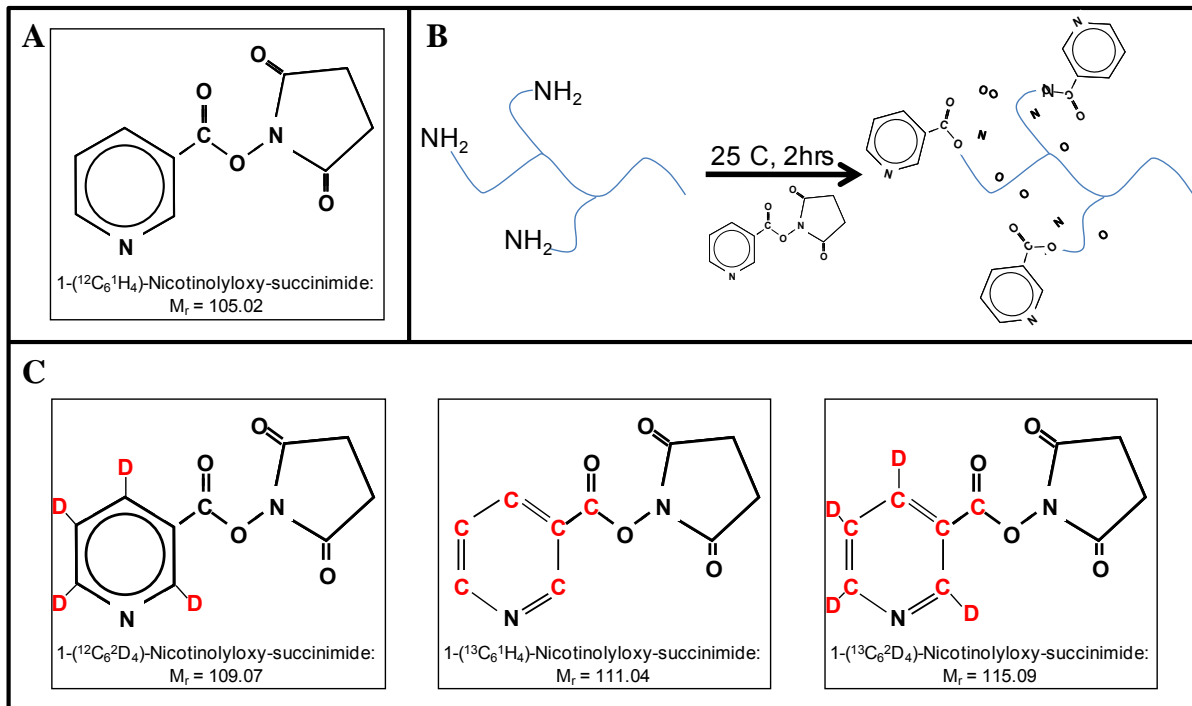 A
O
O
C
O
N
O
N
1-(¹²C₆¹H₄)-Nicotinolyloxy-succinimide:
Mᵣ = 105.02
B
NH₂
NH₂
NH₂
25 C, 2hrs
O
O
C
O
N
O
N
N
N
C
O
O
C
O
N
OO
N
N
O
O
O
O
N
O
O
C
O
N
C
O
O
D
C
N
D
O
O
D
D
N
1-(¹²C₆²D₄)-Nicotinolyloxy-succinimide:
Mᵣ = 109.07
O
O
C
C
C
C
N
O
C
C
O
N
1-(¹³C₆¹H₄)-Nicotinolyloxy-succinimide:
Mᵣ = 111.04
O
D
O
C
C
N
D
C
C
O
C
C
O
D
N
D
1-(¹³C₆²D₄)-Nicotinolyloxy-succinimide:
Mᵣ = 115.09